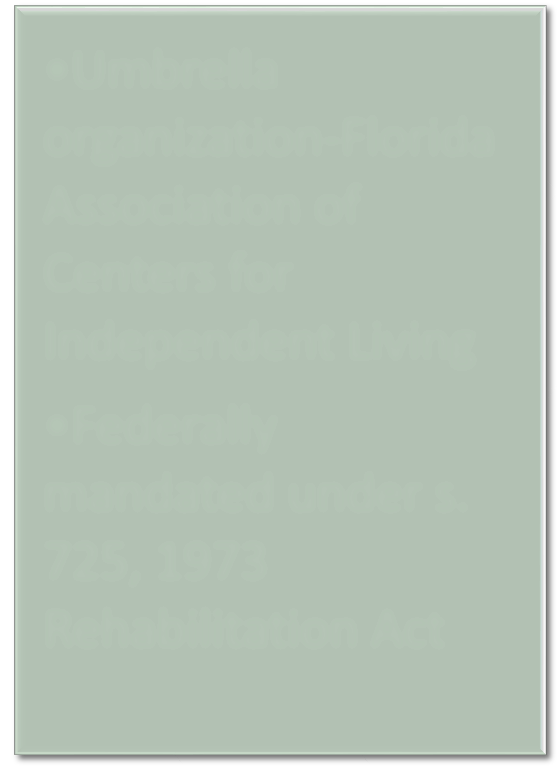 •Umbrella
organization-Florida
Association of
Centers for
Independent Living
•Federally
mandated under s.
725, 1973
Rehabilitation Act